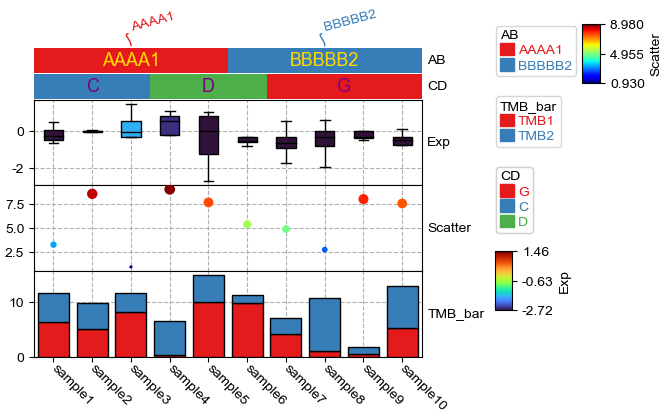 AAAA1
BBBBB2
AAAA1
BBBBB2
AB
C
D
G
CD
0
-2
Exp
7.5
5.0
2.5
Scatter
10
0
TMB_bar
sample1
sample2
sample3
sample4
sample5
sample6
sample7
sample8
sample9
sample10
AB
AAAA1
BBBBB2
8.980
4.955
0.930
Scatter
TMB_bar
TMB1
TMB2
CD
G
C
D
1.46
-0.63
-2.72
Exp